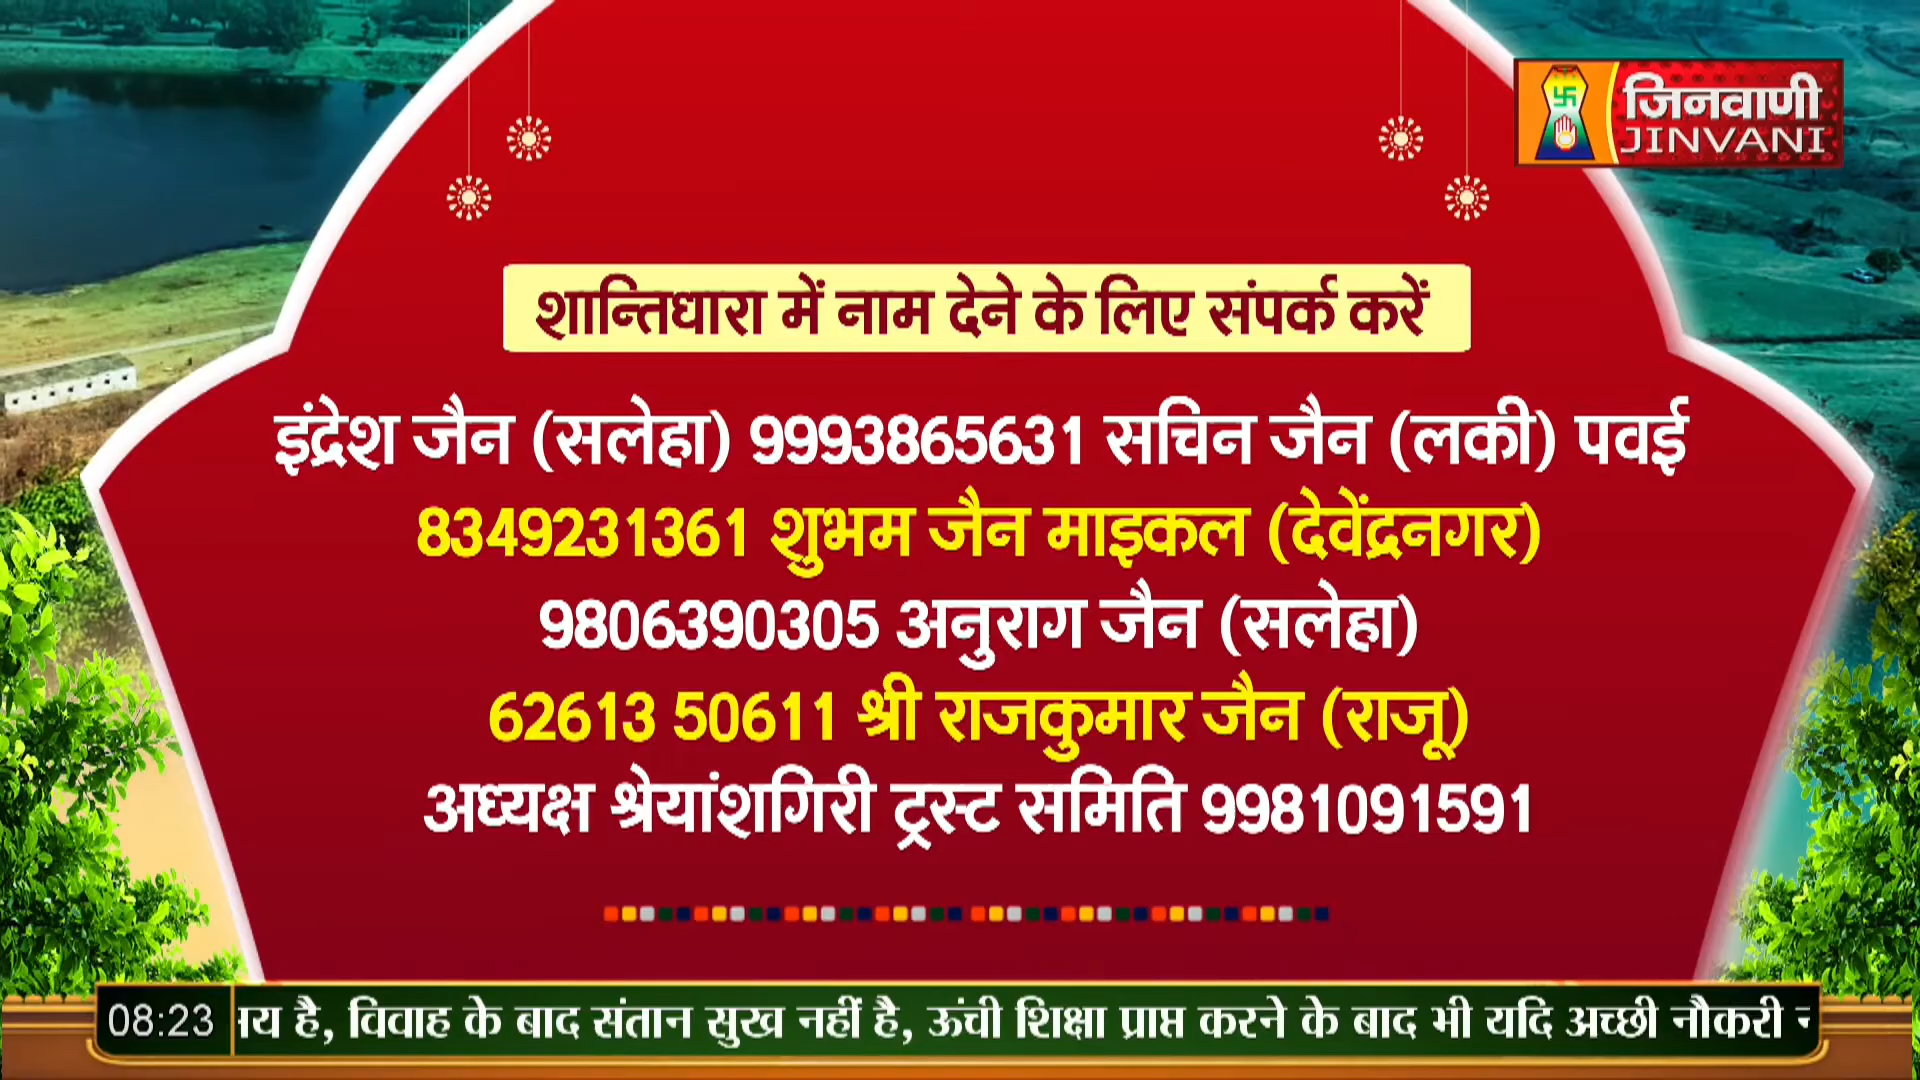 जिनवाणी
JINVANI
शान्तिधारा में नाम देने के लिए संपर्क करें
इंद्रेश जैन (सलेहा) 9993865631 सचिन जैन (लकी) पवई
8349231361 शुभम जैन माइकल (देवेंद्रनगर)
9806390305 अनुराग जैन (सलेहा)
62613 50611 श्री राजकुमार जैन (राजू)
अध्यक्ष श्रेयांशगिरी ट्रस्ट समिति 9981091591
08:23 है, विवाह के बाद संतान सुख नहीं है, ऊंची शिक्षा प्राप्त करने के बाद भी यदि अच्छी नौकरी